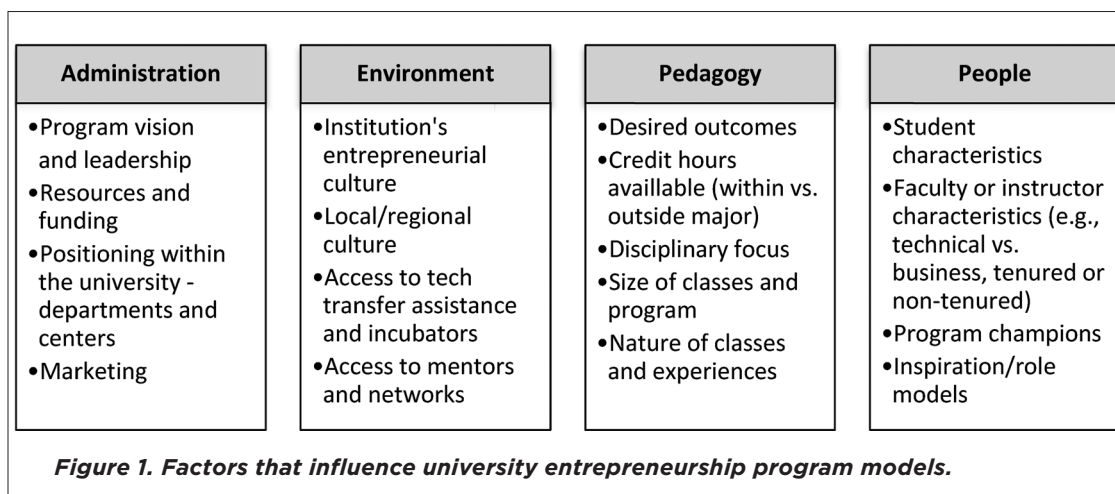 Administration
•Program vision
and leadership
•Resources and
funding
•Positioning within
the university -
departments and
centers
•Marketing
Environment
•Institution's
entrepreneurial
culture
•Local/regional
culture
•Access to tech
transfer assistance
and incubators
•Access to mentors
and networks
Pedagogy
•Desired outcomes
•Credit hours
availlable (within vs.
outside major)
•Disciplinary focus
•Size of classes and
program
•Nature of classes
and experiences
People
•Student
characteristics
•Faculty or instructor
characteristics (e.g.,
technical vs.
business, tenured or
non-tenured)
•Program champions
•Inspiration/role
models
Figure 1. Factors that influence university entrepreneurship program models.